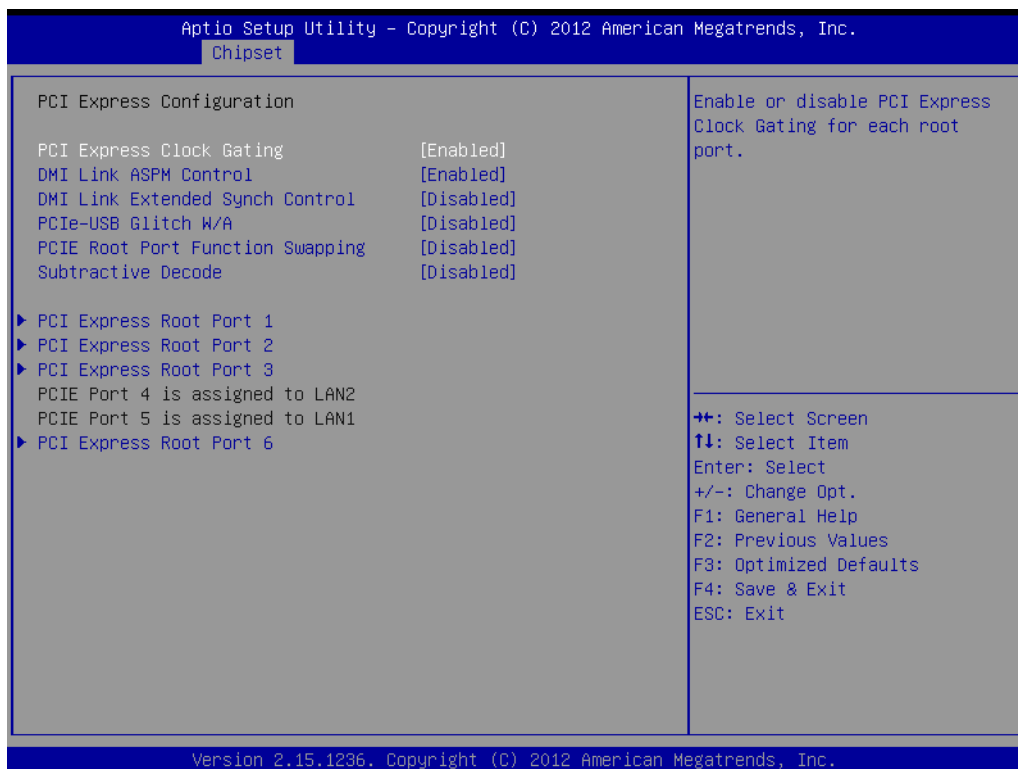 Aptio Setup Utility – Copyright (C) 2012 American Megatrends, Inc.
Chipset
PCI Express Configuration
PCI Express Clock Gating [Enabled]
DMI Link ASPM Control [Enabled]
DMI Link Extended Synch Control [Disabled]
PCIe-USB Glitch W/A [Disabled]
PCIE Root Port Function Swapping [Disabled]
Subtractive Decode [Disabled]
PCI Express Root Port 1
PCI Express Root Port 2
PCI Express Root Port 3
PCIE Port 4 is assigned to LAN2
PCIE Port 5 is assigned to LAN1
PCI Express Root Port 6
Enable or disable PCI Express
Clock Gating for each root
port.
→←: Select Screen
↑↓: Select Item
Enter: Select
+/-: Change Opt.
F1: General Help
F2: Previous Values
F3: Optimized Defaults
F4: Save & Exit
ESC: Exit
Version 2.15.1236. Copyright (C) 2012 American Megatrends, Inc.